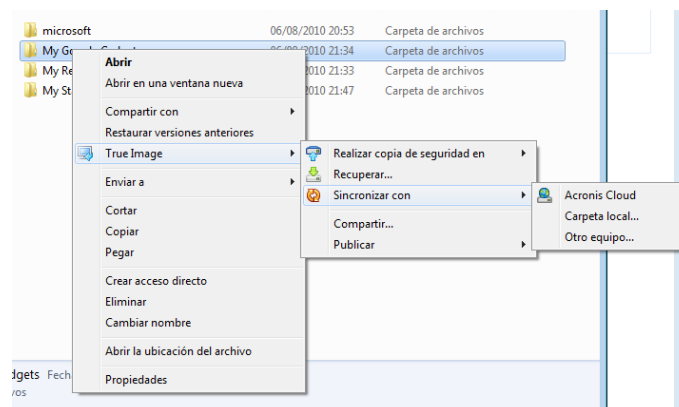 microsoft 06/08/2010 20:53 Carpeta de archivos
My 06/08/2010 21:34 Carpeta de archivos
My Re 2010 21:33 Carpeta de archivos
My St 2010 21:47 Carpeta de archivos
Abrir
Abrir en una ventana nueva
Compartir con
Restaurar versiones anteriores
True Image
Enviar a
Cortar
Copiar
Pegar
Crear acceso directo
Eliminar
Cambiar nombre
Abrir la ubicación del archivo
Propiedades
Realizar copia de seguridad en
Recuperar...
Sincronizar con
Compartir...
Publicar
Acronis Cloud
Carpeta local...
Otro equipo...
dgets Fech
vos